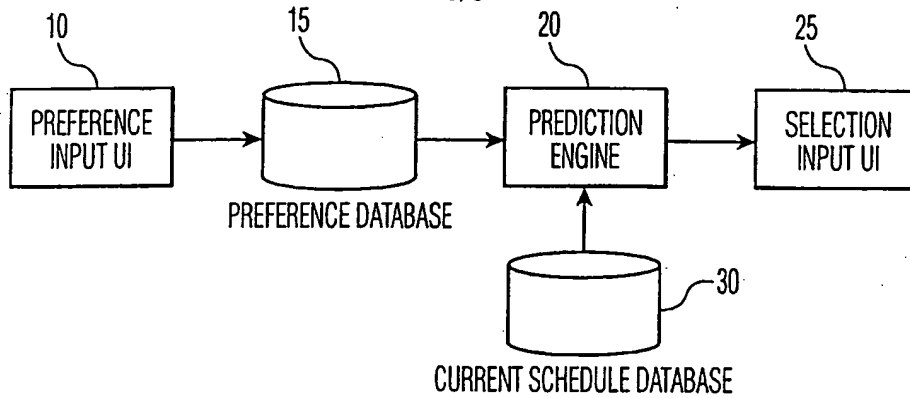 10
15
20
25
PREFERENCE
INPUT UI
PREDICTION
ENGINE
SELECTION
INPUT UI
PREFERENCE DATABASE
30
CURRENT SCHEDULE DATABASE